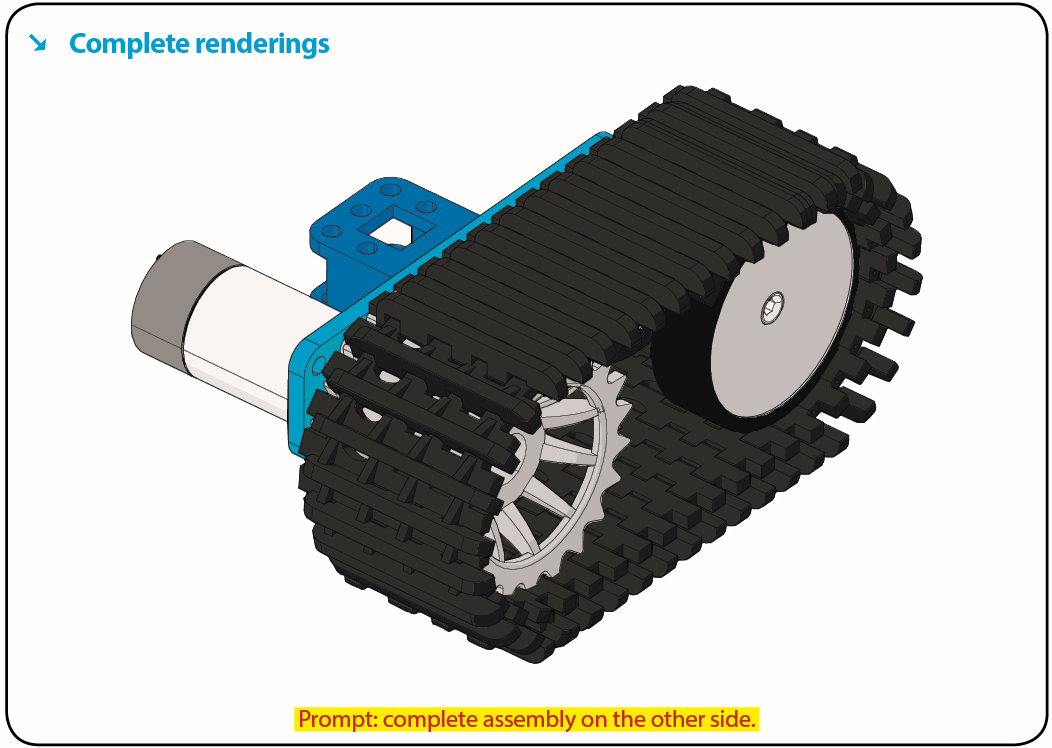 Complete renderings
Prompt: complete assembly on the other side.